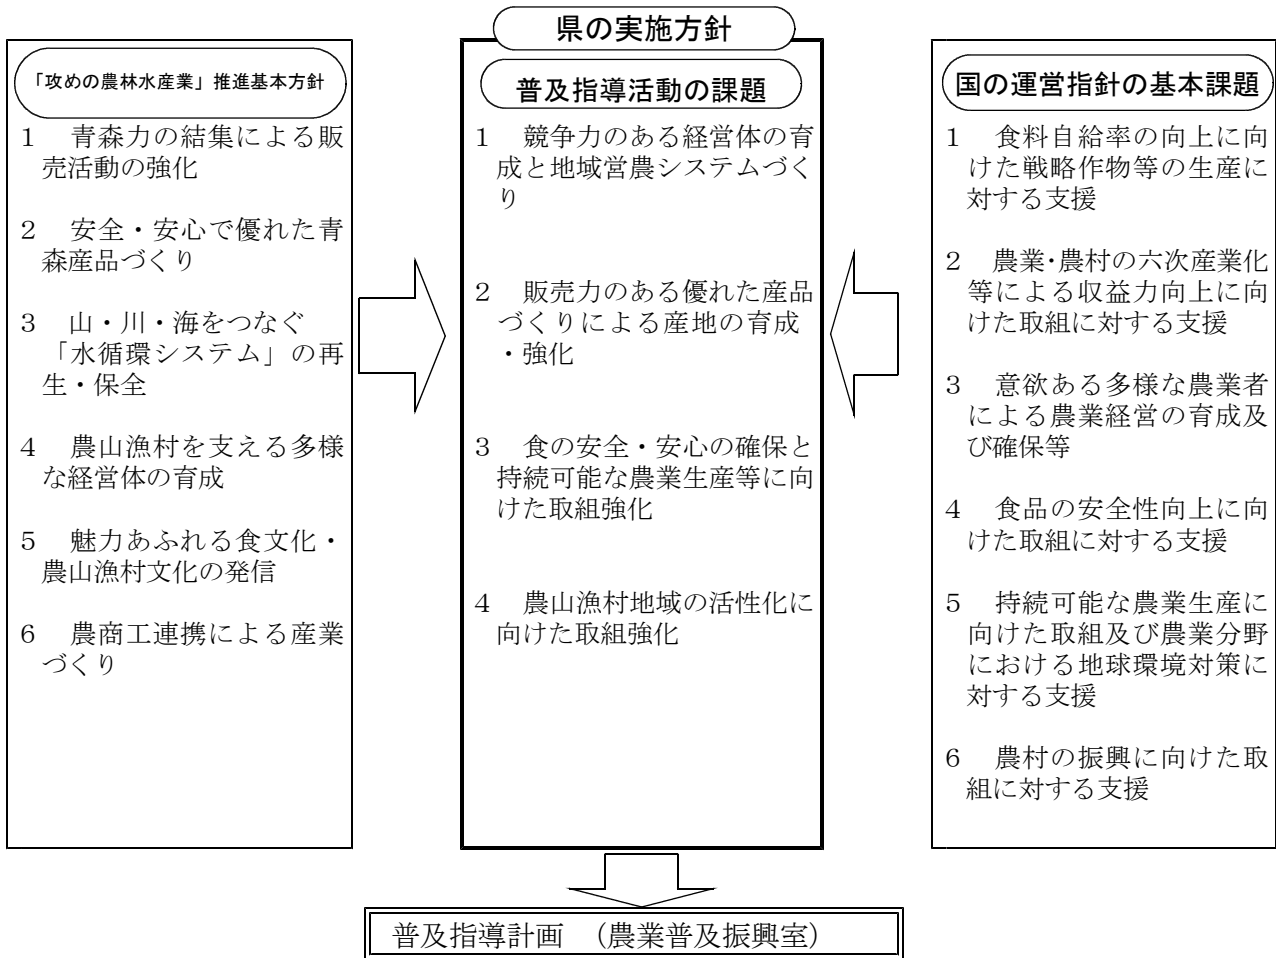 県の実施方針
「攻めの農林水産業」推進基本方針
1 青森力の結集による販
売活動の強化
2 安全・安心で優れた青
森産品づくり
3 山・川・海をつなぐ
「水循環システム」の再
生・保全
4 農山漁村を支える多様
な経営体の育成
5 魅力あふれる食文化・
農山漁村文化の発信
6 農商工連携による産業
づくり
普及指導活動の課題
1 競争力のある経営体の育
成と地域営農システムづく
り
2 販売力のある優れた産品
づくりによる産地の育成
・強化
3 食の安全・安心の確保と
持続可能な農業生産等に向
けた取組強化
4 農山漁村地域の活性化に
向けた取組強化
国の運営指針の基本課題
1 食料自給率の向上に向
けた戦略作物等の生産に
対する支援
2 農業・農村の六次産業化
等による収益力向上に向
けた取組に対する支援
3 意欲ある多様な農業者
による農業経営の育成及
び確保等
4 食品の安全性向上に向
けた取組に対する支援
5 持続可能な農業生産に
向けた取組及び農業分野
における地球環境対策に
対する支援
6 農村の振興に向けた取
組に対する支援
普及指導計画 （農業普及振興室）